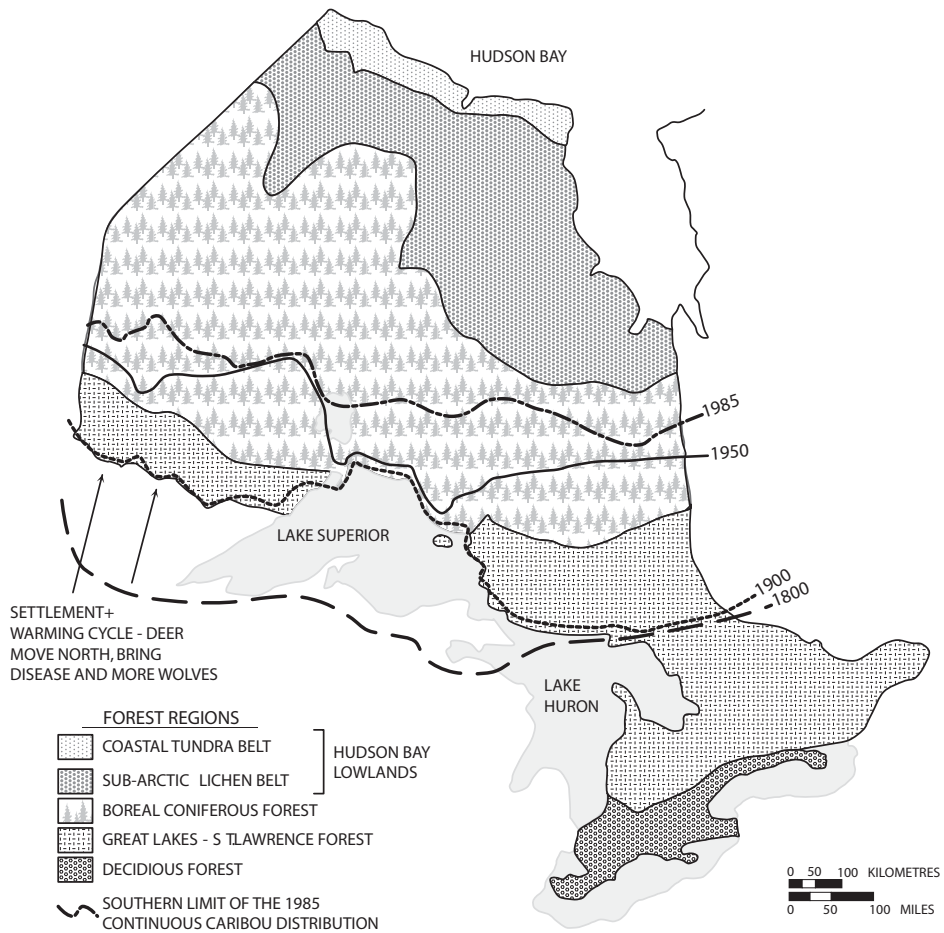 HUDSON BAY
1985
1950
LAKE SUPERIOR
1900
1800
SETTLEMENT+
WARMING CYCLE - DEER
MOVE NORTH, BRING
DISEASE AND MORE WOLVES
LAKE
HURON
FOREST REGIONS
COASTAL TUNDRA BELT
SUB-ARCTIC LICHEN BELT
HUDSON BAY
LOWLANDS
BOREAL CONIFEROUS FOREST
GREAT LAKES - S TLAWRENCE FOREST
DECIDIOUS FOREST
SOUTHERN LIMIT OF THE 1985
CONTINUOUS CARIBOU DISTRIBUTION
0 50 100 KILOMETRES
0 50 100 MILES